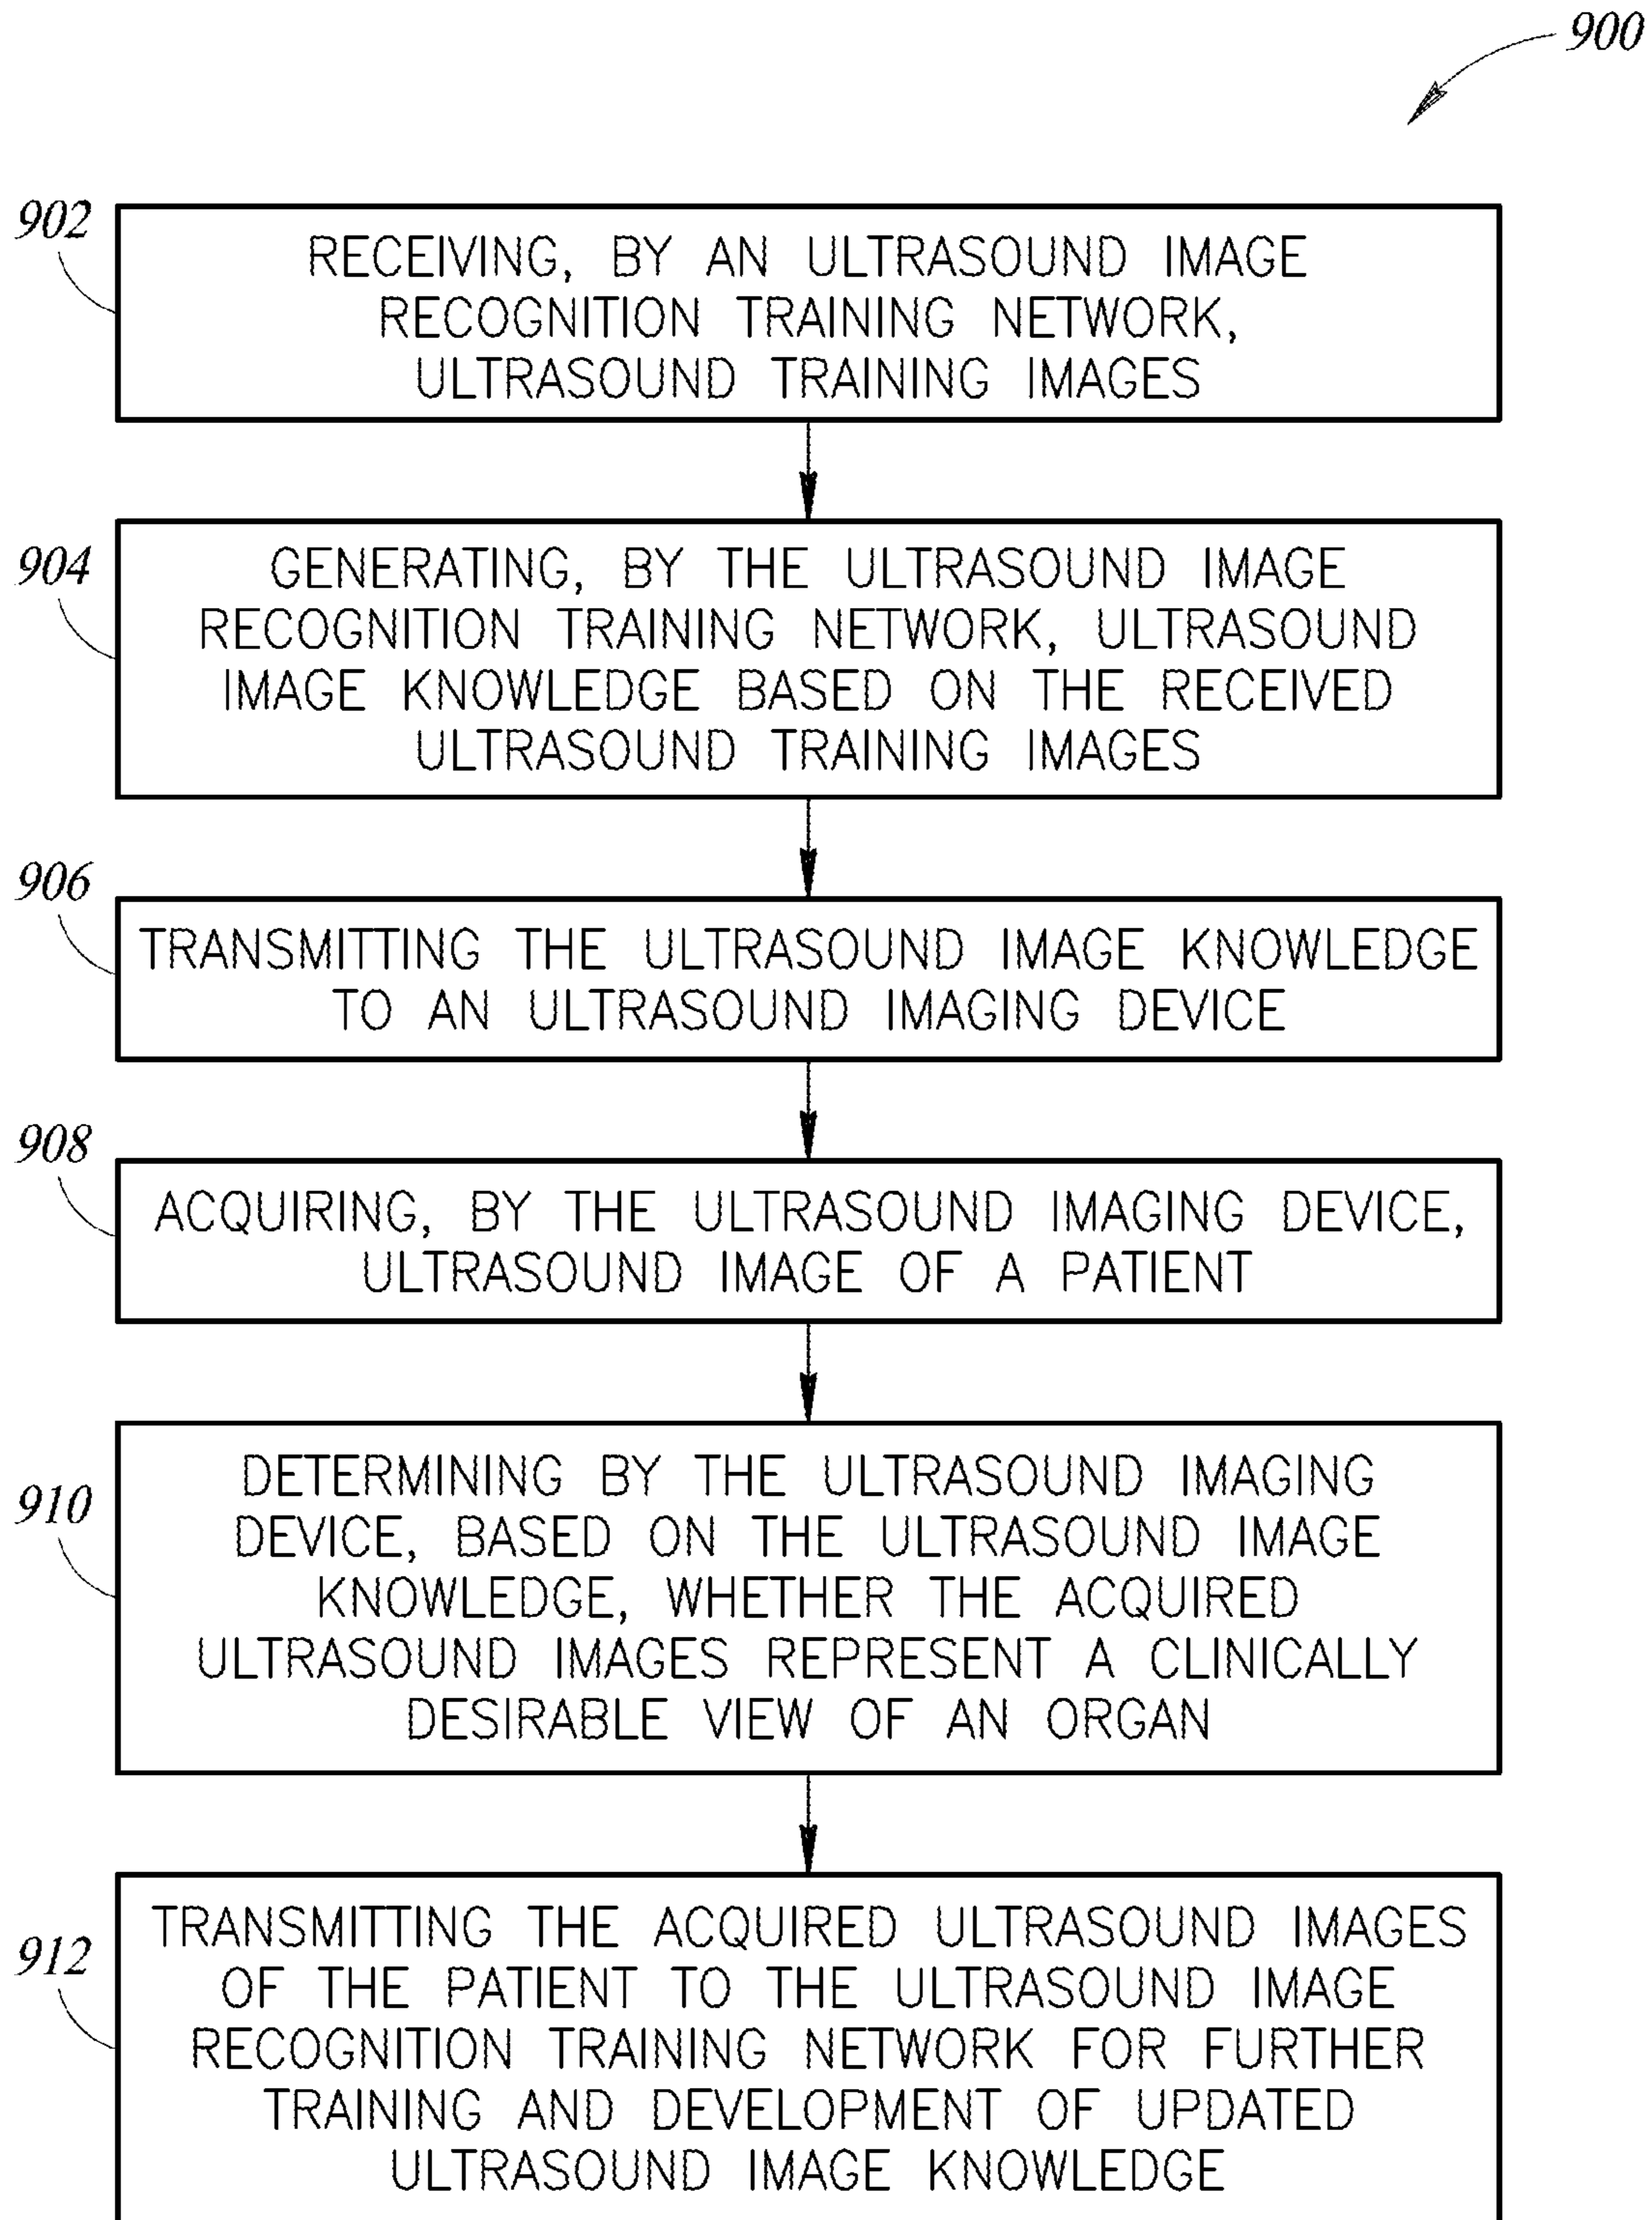 900
902
RECEIVING, BY AN ULTRASOUND IMAGE
RECOGNITION TRAINING NETWORK,
ULTRASOUND TRAINING IMAGES
904
GENERATING, BY THE ULTRASOUND IMAGE
RECOGNITION TRAINING NETWORK, ULTRASOUND
IMAGE KNOWLEDGE BASED ON THE RECEIVED
ULTRASOUND TRAINING IMAGES
906
TRANSMITTING THE ULTRASOUND IMAGE KNOWLEDGE
TO AN ULTRASOUND IMAGING DEVICE
908
ACQUIRING, BY THE ULTRASOUND IMAGING DEVICE,
ULTRASOUND IMAGE OF A PATIENT
910
DETERMINING BY THE ULTRASOUND IMAGING
DEVICE, BASED ON THE ULTRASOUND IMAGE
KNOWLEDGE, WHETHER THE ACQUIRED
ULTRASOUND IMAGES REPRESENT A CLINICALLY
DESIRABLE VIEW OF AN ORGAN
912
TRANSMITTING THE ACQUIRED ULTRASOUND IMAGES
OF THE PATIENT TO THE ULTRASOUND IMAGE
RECOGNITION TRAINING NETWORK FOR FURTHER
TRAINING AND DEVELOPMENT OF UPDATED
ULTRASOUND IMAGE KNOWLEDGE